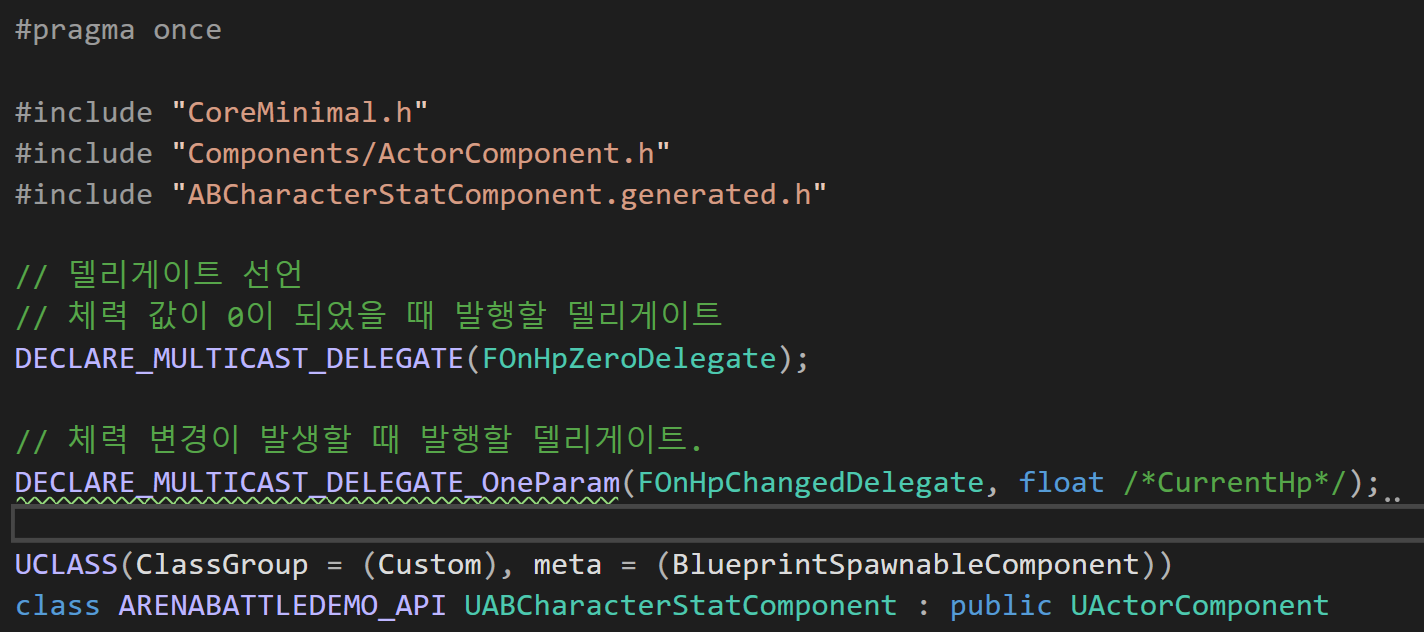 #pragma once
#include "CoreMinimal.h"
#include "Components/ActorComponent.h"
#include "ABCharacterStatComponent.generated.h"
// 델리게이트 선언
// 체력 값이 0이 되었을 때 발행할 델리게이트
DECLARE_MULTICAST_DELEGATE(FOnHpZeroDelegate);
// 체력 변경이 발생할 때 발행할 델리게이트.
DECLARE_MULTICAST_DELEGATE_OneParam(FOnHpChangedDelegate, float /*CurrentHp*/);
UCLASS(ClassGroup = (Custom), meta = (BlueprintSpawnableComponent))
class ARENABATTLEDEMO_API UABCharacterStatComponent : public UActorComponent